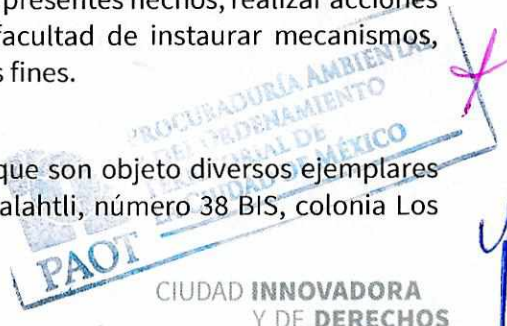 presentes hechos, realizar acciones
facultad de instaurar mecanismos,
s fines.
PROCURADURÍA AMBIENTAL
DEL ORDENAMIENTO
TERRITORIAL DE
CIUDAD DE MÉXICO
PAOT
que son objeto diversos ejemplares
alahtli, número 38 BIS, colonia Los
CIUDAD INNOVADORA
Y DE DERECHOS